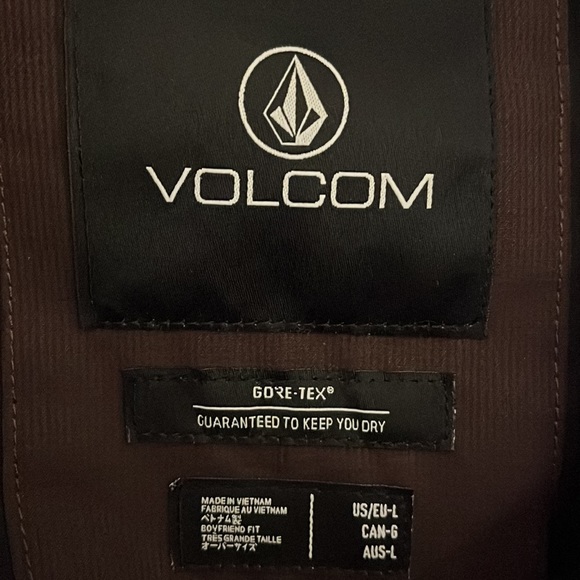 VOLCOM
GORE-TEX®
GUARANTEED TO KEEP YOU DRY
MADE IN VIETNAM
FABRIQUÉ AU VIETNAM
ベトナム製
BOYFRIEND FIT
TRÈS GRANDE TAILLE
オーバーサイズ
US/EU-L
CAN-G
AUS-L